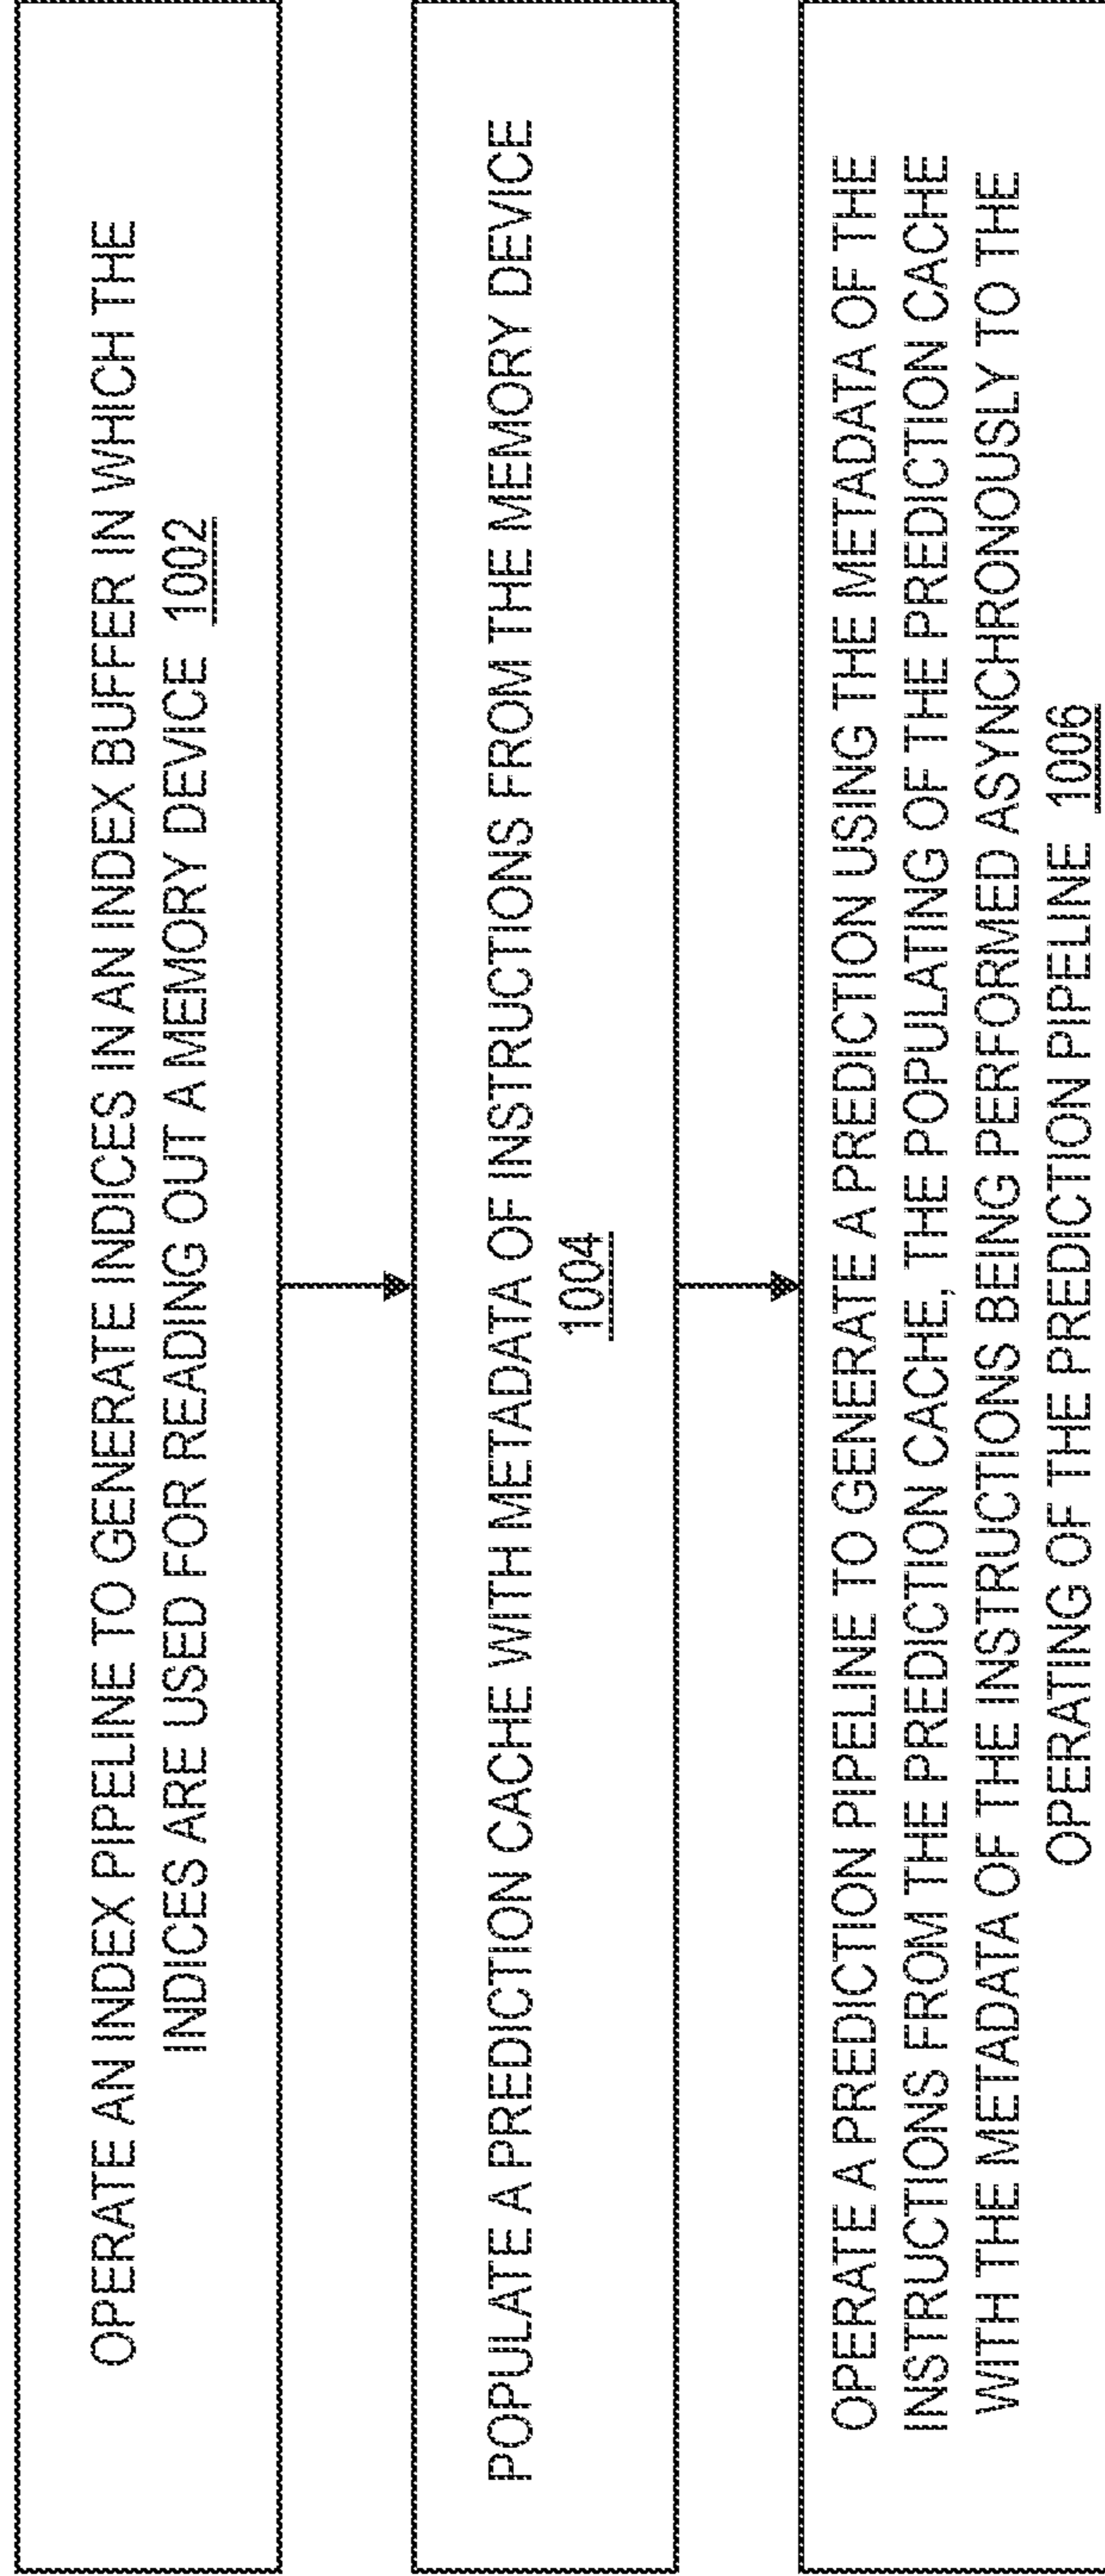 OPERATE AN INDEX PIPELINE TO GENERATE INDICES IN AN INDEX BUFFER IN WHICH THE
INDICES ARE USED FOR READING OUT A MEMORY DEVICE 1002
POPULATE A PREDICTION CACHE WITH METADATA OF INSTRUCTIONS FROM THE MEMORY DEVICE
1004
OPERATE A PREDICTION PIPELINE TO GENERATE A PREDICTION USING THE METADATA OF THE
INSTRUCTIONS FROM THE PREDICTION CACHE, THE POPULATING OF THE PREDICTION CACHE
WITH THE METADATA OF THE INSTRUCTIONS BEING PERFORMED ASYNCHRONOUSLY TO THE
OPERATING OF THE PREDICTION PIPELINE 1006